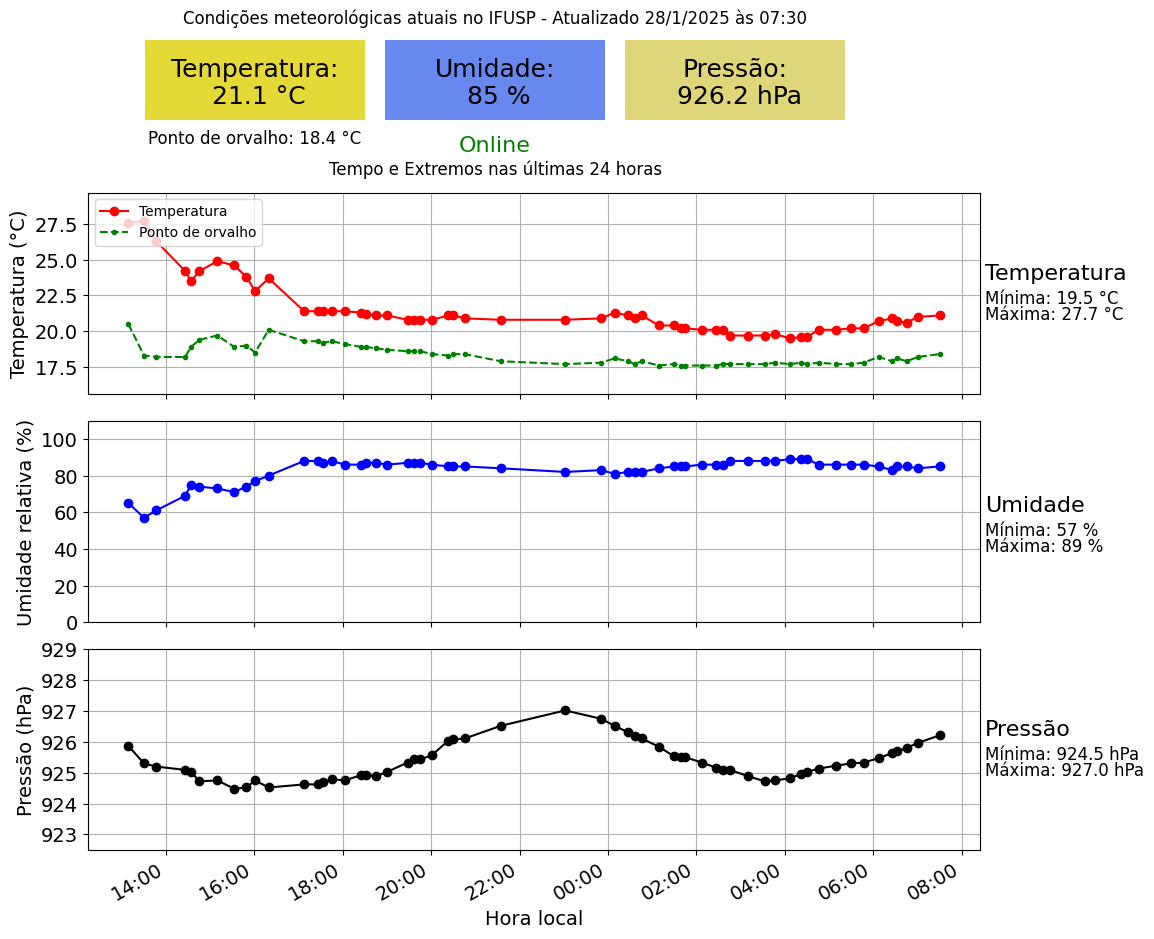 Condições meteorológicas atuais no IFUSP - Atualizado 28/1/2025 às 07:30
Temperatura:
21.1 °C
Umidade:
85 %
Pressão:
926.2 hPa
Ponto de orvalho: 18.4 °C
Online
Tempo e Extremos nas últimas 24 horas
Temperatura (°C)
27.5
25.0
22.5
20.0
17.5
Temperatura
Ponto de orvalho
Temperatura
Mínima: 19.5 °C
Máxima: 27.7 °C
Umidade relativa (%)
100
80
60
40
20
0
Umidade
Mínima: 57 %
Máxima: 89 %
Pressão (hPa)
929
928
927
926
925
924
923
Pressão
Mínima: 924.5 hPa
Máxima: 927.0 hPa
14:00
16:00
18:00
20:00
22:00
00:00
02:00
04:00
06:00
08:00
Hora local